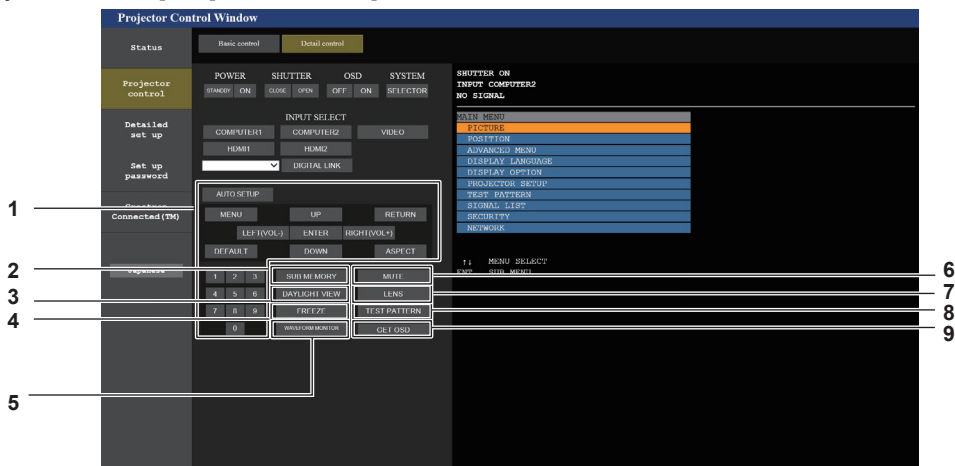 Projector Control Window
Status
Projector
control
Detailed
set up
Set up
password
Connected(TM)
Japanese
Basic control
Detail control
POWER SHUTTER OSD SYSTEM
STANDBY ON CLOSE OPEN OFF ON SELECTOR
INPUT SELECT
COMPUTER1 COMPUTER2 VIDEO
HDMI1 HDMI2
DIGITAL LINK
AUTO SETUP
MENU UP RETURN
LEFT(VOL-) ENTER RIGHT(VOL+)
DEFAULT DOWN ASPECT
1 2 3 SUB MEMORY MUTE
4 5 6 DAYLIGHT VIEW LENS
7 8 9 FREEZE TEST PATTERN
0 WAVEFORM MONITOR GET OSD
SHUTTER ON
INPUT COMPUTER2
NO SIGNAL
MAIN MENU
PICTURE
POSITION
ADVANCED MENU
DISPLAY LANGUAGE
DISPLAY OPTION
PROJECTOR SETUP
TEST PATTERN
SIGNAL LIST
SECURITY
NETWORK
↑↓ MENU SELECT
ENT SUB MENU
1
2
3
4
5
6
7
8
9